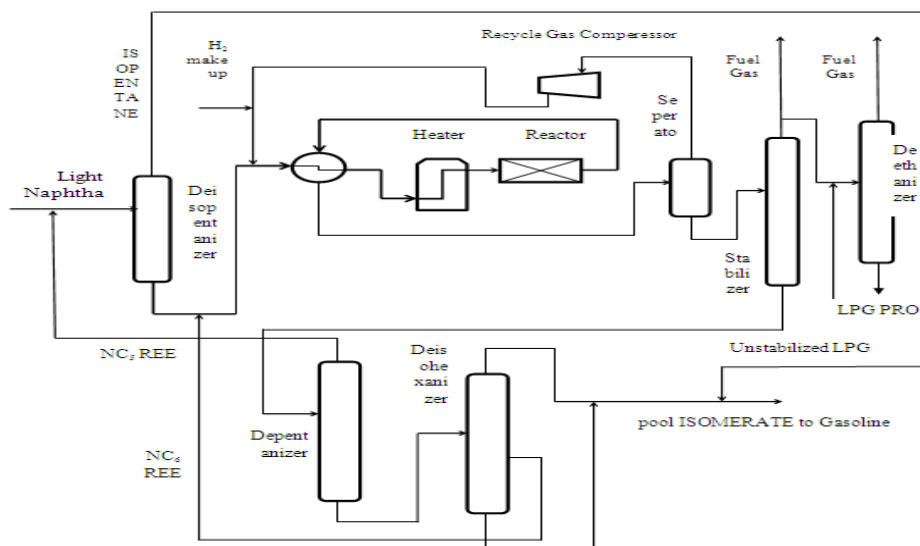 IS
OP
EN
TA
NE
H₂
make
up
Recycle Gas Comperessor
Fuel
Gas
Fuel
Gas
Se
per
ato
Heater
Reactor
De
eth
ani
zer
Light
Naphtha
Dei
sop
ent
ani
zer
Sta
bili
zer
LPG PRO
NC₅ REE
Dei
ohe
xani
zer
Unstabilized LPG
pool ISOMERATE to Gasoline
Depent
anizer
NC₆
REE